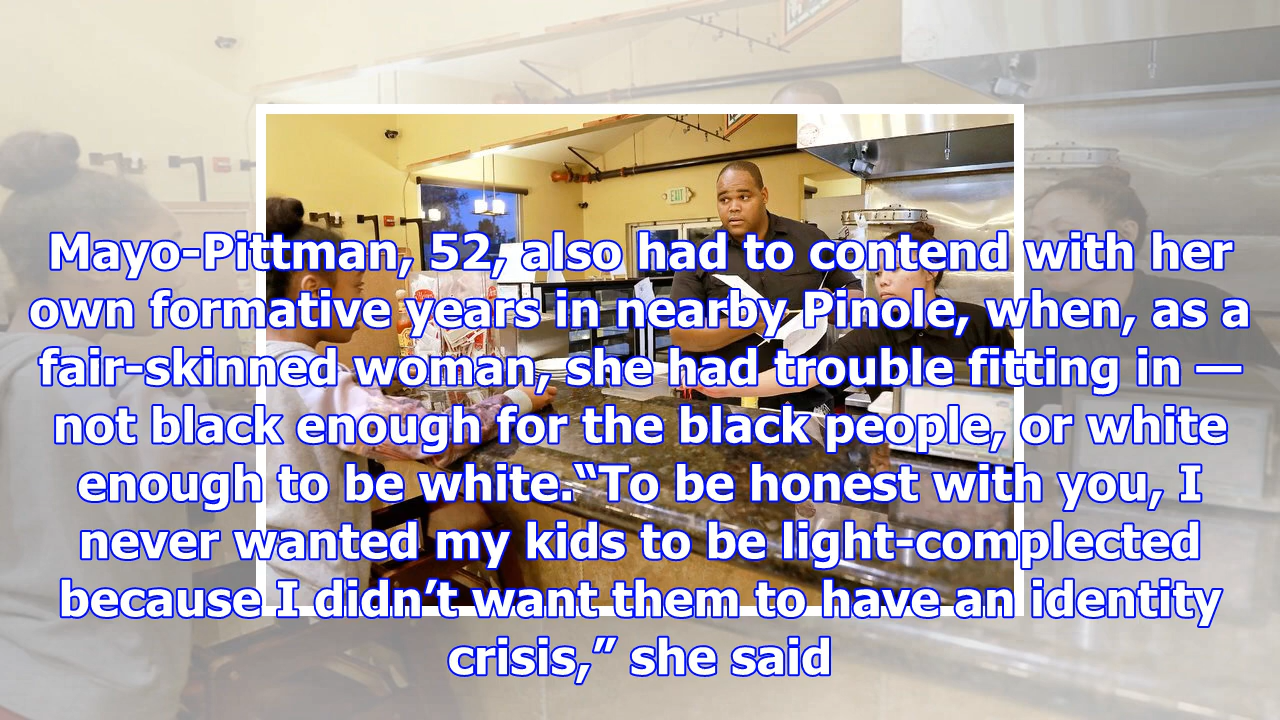 EXIT
Mayo-Pittman, 52, also had to contend with her
own formative years in nearby Pinole, when, as a
fair-skinned woman, she had trouble fitting in —
not black enough for the black people, or white
enough to be white.“To be honest with you, I
never wanted my kids to be light-complected
because I didn’t want them to have an identity
crisis,” she said